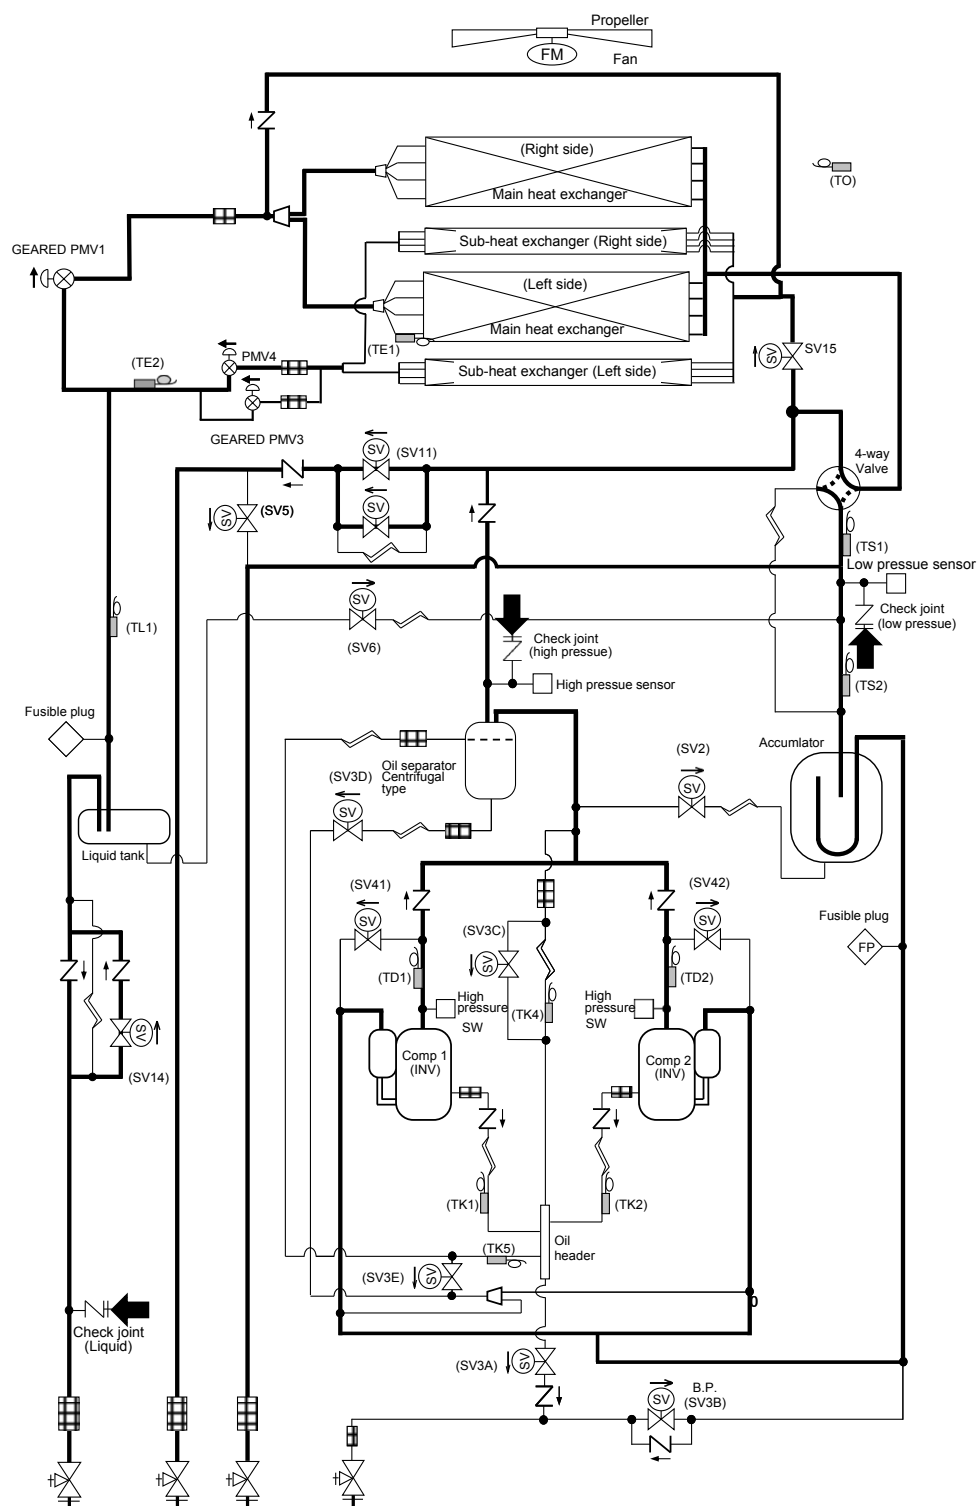 Propeller
FM
Fan
(Right side)
Main heat exchanger
(TO)
Sub-heat exchanger (Right side)
GEARED PMV1
(Left side)
Main heat exchanger
(TE1)
SV
SV15
(TE2)
PMV4
Sub-heat exchanger (Left side)
GEARED PMV3
SV
(SV11)
4-way
Valve
SV
(SV5)
SV
(TS1)
Low pressue sensor
SV
(SV6)
(TL1)
Check joint
(high pressue)
Check joint
(low pressue)
High pressue sensor
(TS2)
Fusible plug
Oil separator
Centrifugal
type
(SV3D)
SV
(SV2)
SV
Accumlator
Liquid tank
(SV41)
SV
(SV42)
SV
Fusible plug
FP
(SV3C)
SV
(TD1)
(TD2)
High
pressure
SW
(TK4)
High
pressure
SW
SV
(SV14)
Comp 1
(INV)
Comp 2
(INV)
(TK1)
(TK2)
Oil
header
(TK5)
(SV3E)
SV
Check joint
(Liquid)
(SV3A)
SV
B.P.
(SV3B)
SV